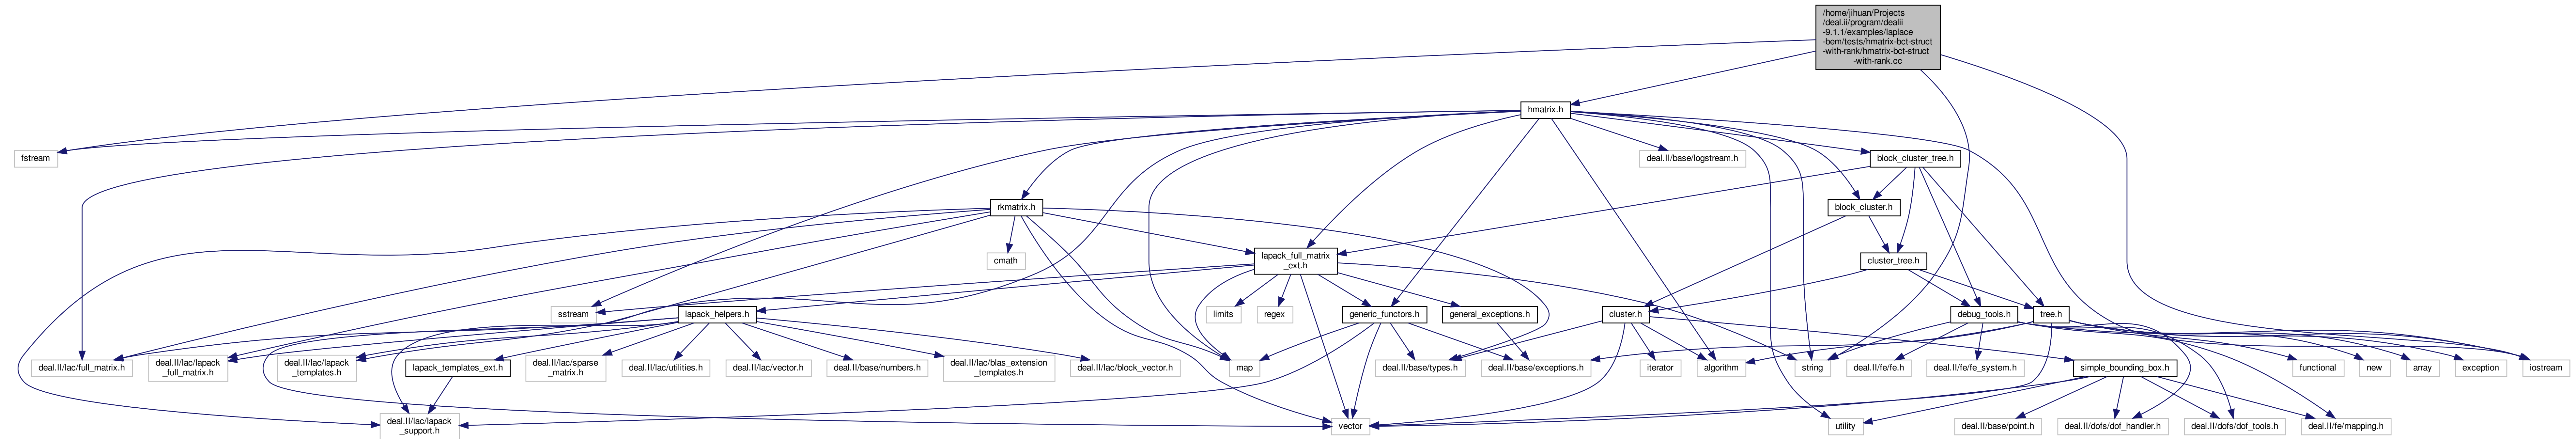 /home/jihuan/Projects
/deal.ii/program/dealii
-9.1.1/examples/laplace
-bem/tests/hmatrix-bct-struct
-with-rank/hmatrix-bct-struct
-with-rank.cc
hmatrix.h
fstream
deal.II/base/logstream.h
block_cluster_tree.h
rkmatrix.h
block_cluster.h
cmath
lapack_full_matrix
_ext.h
cluster_tree.h
sstream
lapack_helpers.h
limits
regex
generic_functors.h
general_exceptions.h
cluster.h
debug_tools.h
tree.h
deal.II/lac/full_matrix.h
deal.II/lac/lapack
_full_matrix.h
deal.II/lac/lapack
_templates.h
lapack_templates_ext.h
deal.II/lac/sparse
_matrix.h
deal.II/lac/utilities.h
deal.II/lac/vector.h
deal.II/base/numbers.h
deal.II/lac/blas_extension
_templates.h
deal.II/lac/block_vector.h
map
deal.II/base/types.h
deal.II/base/exceptions.h
iterator
algorithm
string
deal.II/fe/fe.h
deal.II/fe/fe_system.h
simple_bounding_box.h
functional
new
array
exception
iostream
deal.II/lac/lapack
_support.h
vector
utility
deal.II/base/point.h
deal.II/dofs/dof_handler.h
deal.II/dofs/dof_tools.h
deal.II/fe/mapping.h